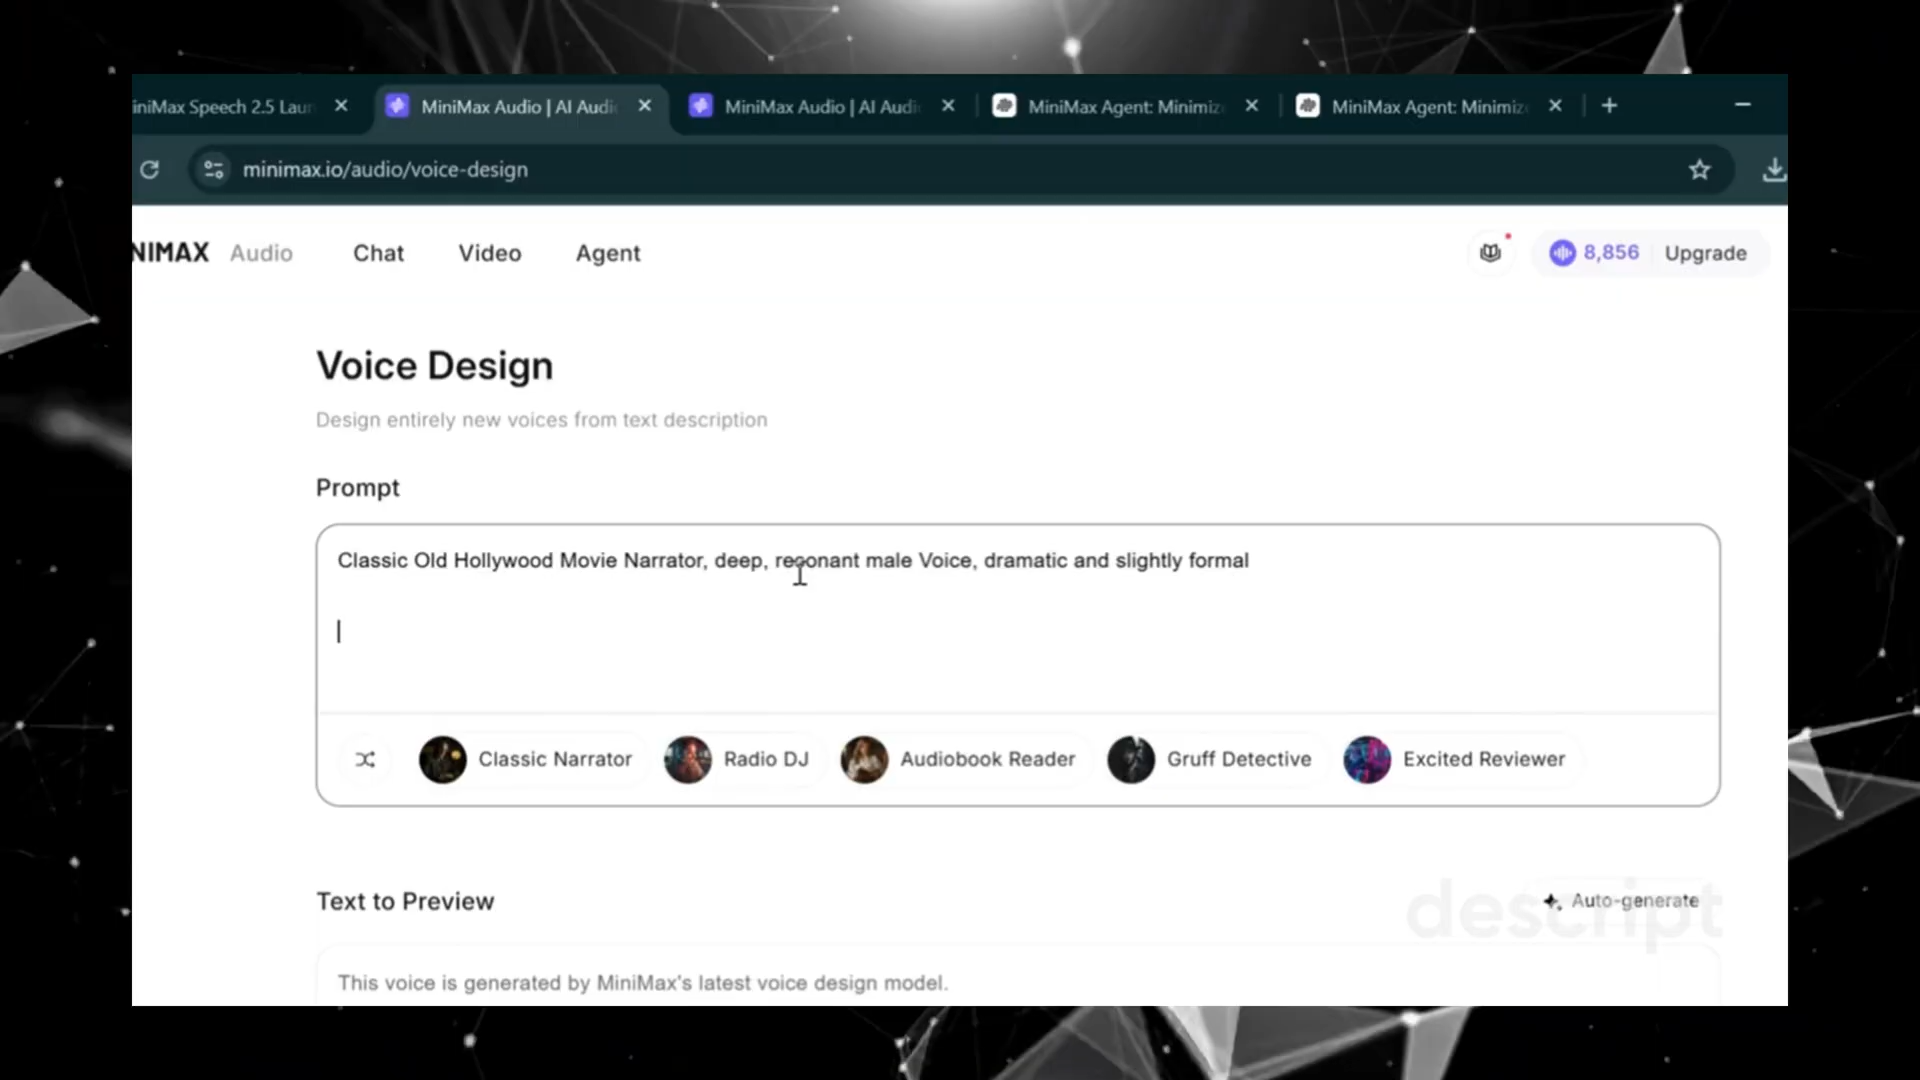 iniMax Speech 2.5 Laun
MiniMax Audio | AI Audi
MiniMax Audio | AI Audi
MiniMax Agent: Minimize
MiniMax Agent: Minimize
minimax.io/audio/voice-design
NIMAX Audio Chat Video Agent 8,856 Upgrade
Voice Design
Design entirely new voices from text description
Prompt
Classic Old Hollywood Movie Narrator, deep, resonant male Voice, dramatic and slightly formal
Classic Narrator Radio DJ Audiobook Reader Gruff Detective Excited Reviewer
Text to Preview Auto-generate
descript
This voice is generated by MiniMax's latest voice design model.